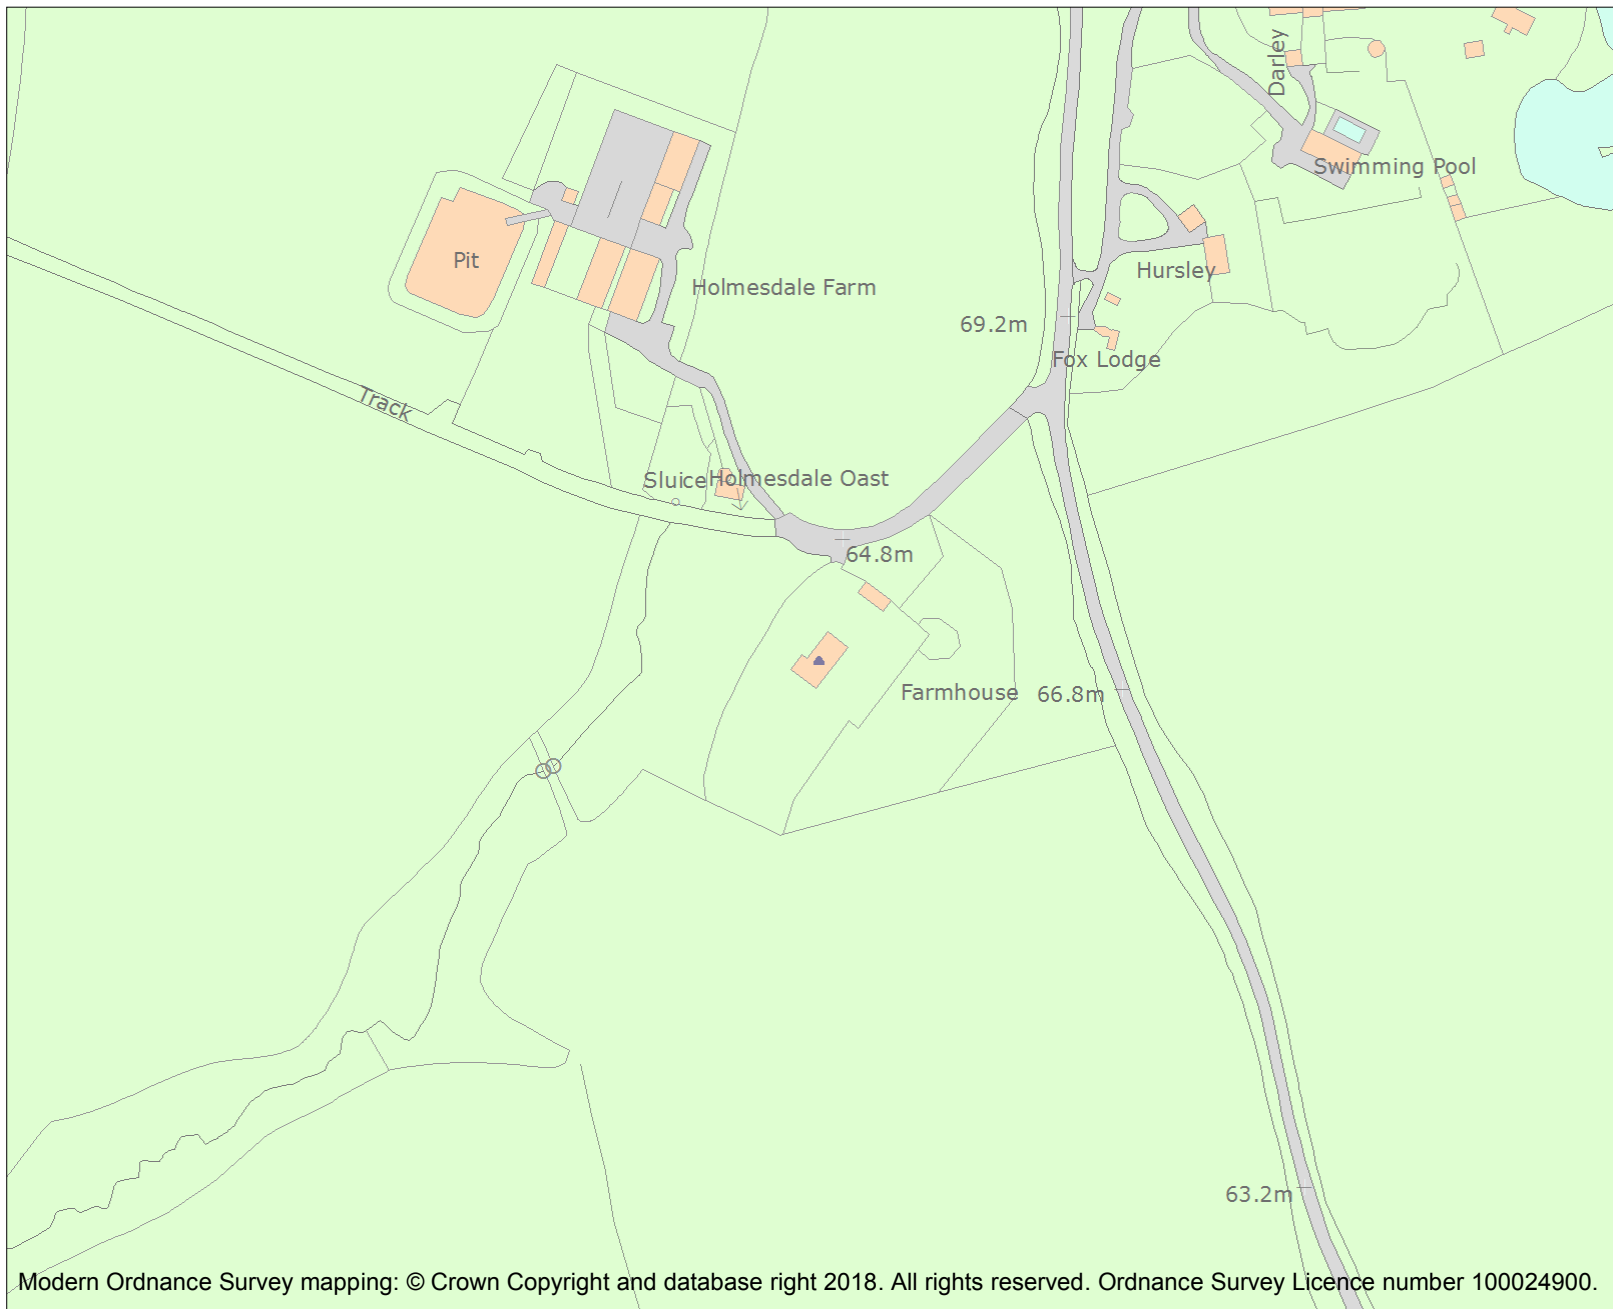 Darley
Swimming Pool
Pit
Hursley
Holmesdale Farm
69.2m
Fox Lodge
Track
Sluice
Holmesdale Oast
64.8m
Farmhouse
66.8m
63.2m
Modern Ordnance Survey mapping: © Crown Copyright and database right 2018. All rights reserved. Ordnance Survey Licence number 100024900.